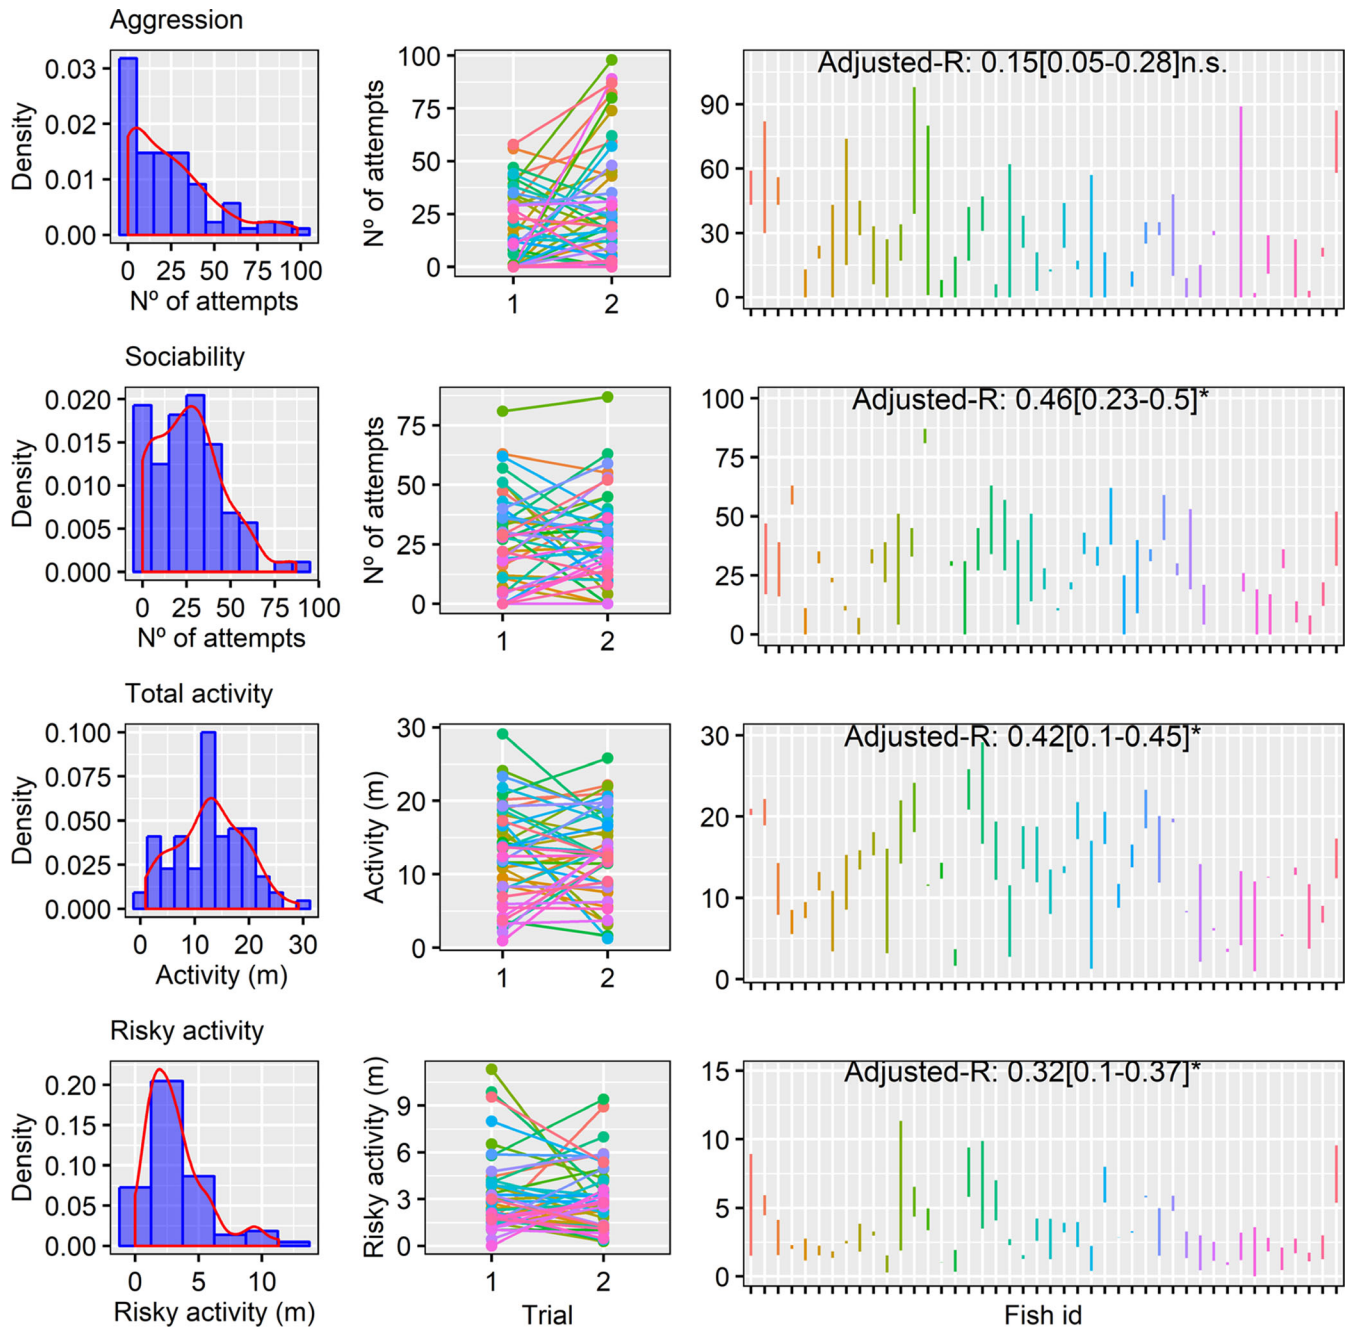 Aggression
Density
0.03
0.02
0.01
0.00
0 25 50 75 100
Nº of attempts
Nº of attempts
100
75
50
25
0
1 2
Adjusted-R: 0.15[0.05-0.28]n.s.
90
60
30
0
Sociability
Density
0.020
0.015
0.010
0.005
0.000
0 25 50 75 100
Nº of attempts
Nº of attempts
75
50
25
0
1 2
Adjusted-R: 0.46[0.23-0.5]*
100
75
50
25
0
Total activity
Density
0.100
0.075
0.050
0.025
0.000
0 10 20 30
Activity (m)
Activity (m)
30
20
10
0
1 2
Adjusted-R: 0.42[0.1-0.45]*
30
20
10
0
Risky activity
Density
0.20
0.15
0.10
0.05
0.00
0 5 10
Risky activity (m)
Risky activity (m)
9
6
3
0
1 2
Trial
Adjusted-R: 0.32[0.1-0.37]*
15
10
5
0
Fish id